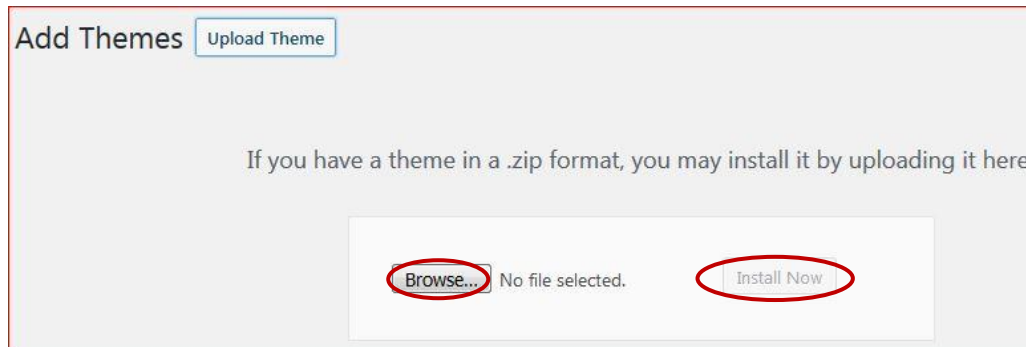 Add Themes Upload Theme
If you have a theme in a .zip format, you may install it by uploading it here
Browse... No file selected. Install Now